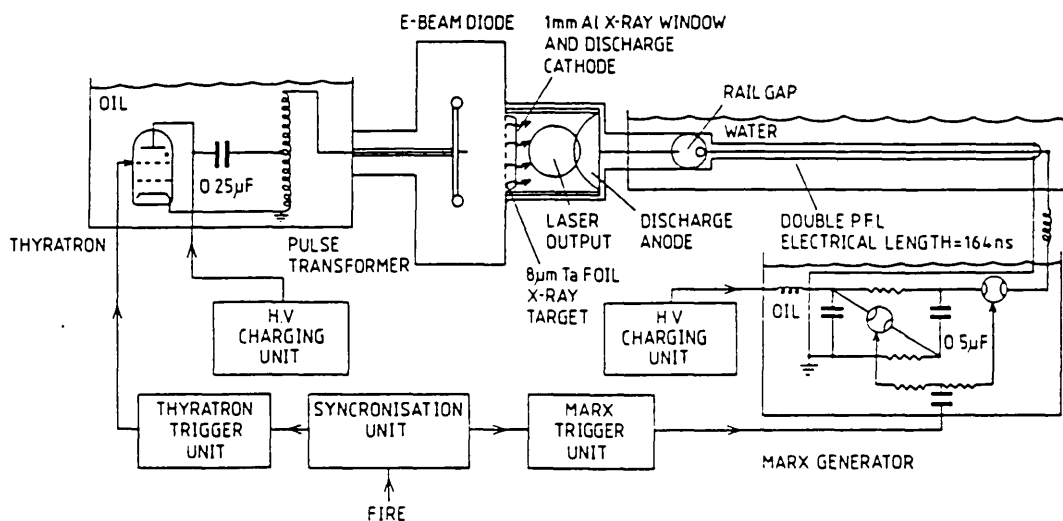 E-BEAM DIODE
1mm Al X-RAY WINDOW
AND DISCHARGE
CATHODE
RAIL GAP
OIL
WATER
0 25µF
THYRATRON
PULSE
TRANSFORMER
LASER
OUTPUT
DISCHARGE
ANODE
DOUBLE P.F.L
ELECTRICAL LENGTH=164ns
8µm Ta FOIL
X-RAY
TARGET
H.V
CHARGING
UNIT
H V
CHARGING
UNIT
OIL
0 5µF
THYRATRON
TRIGGER
UNIT
SYNCRONISATION
UNIT
MARX
TRIGGER
UNIT
MARX GENERATOR
FIRE